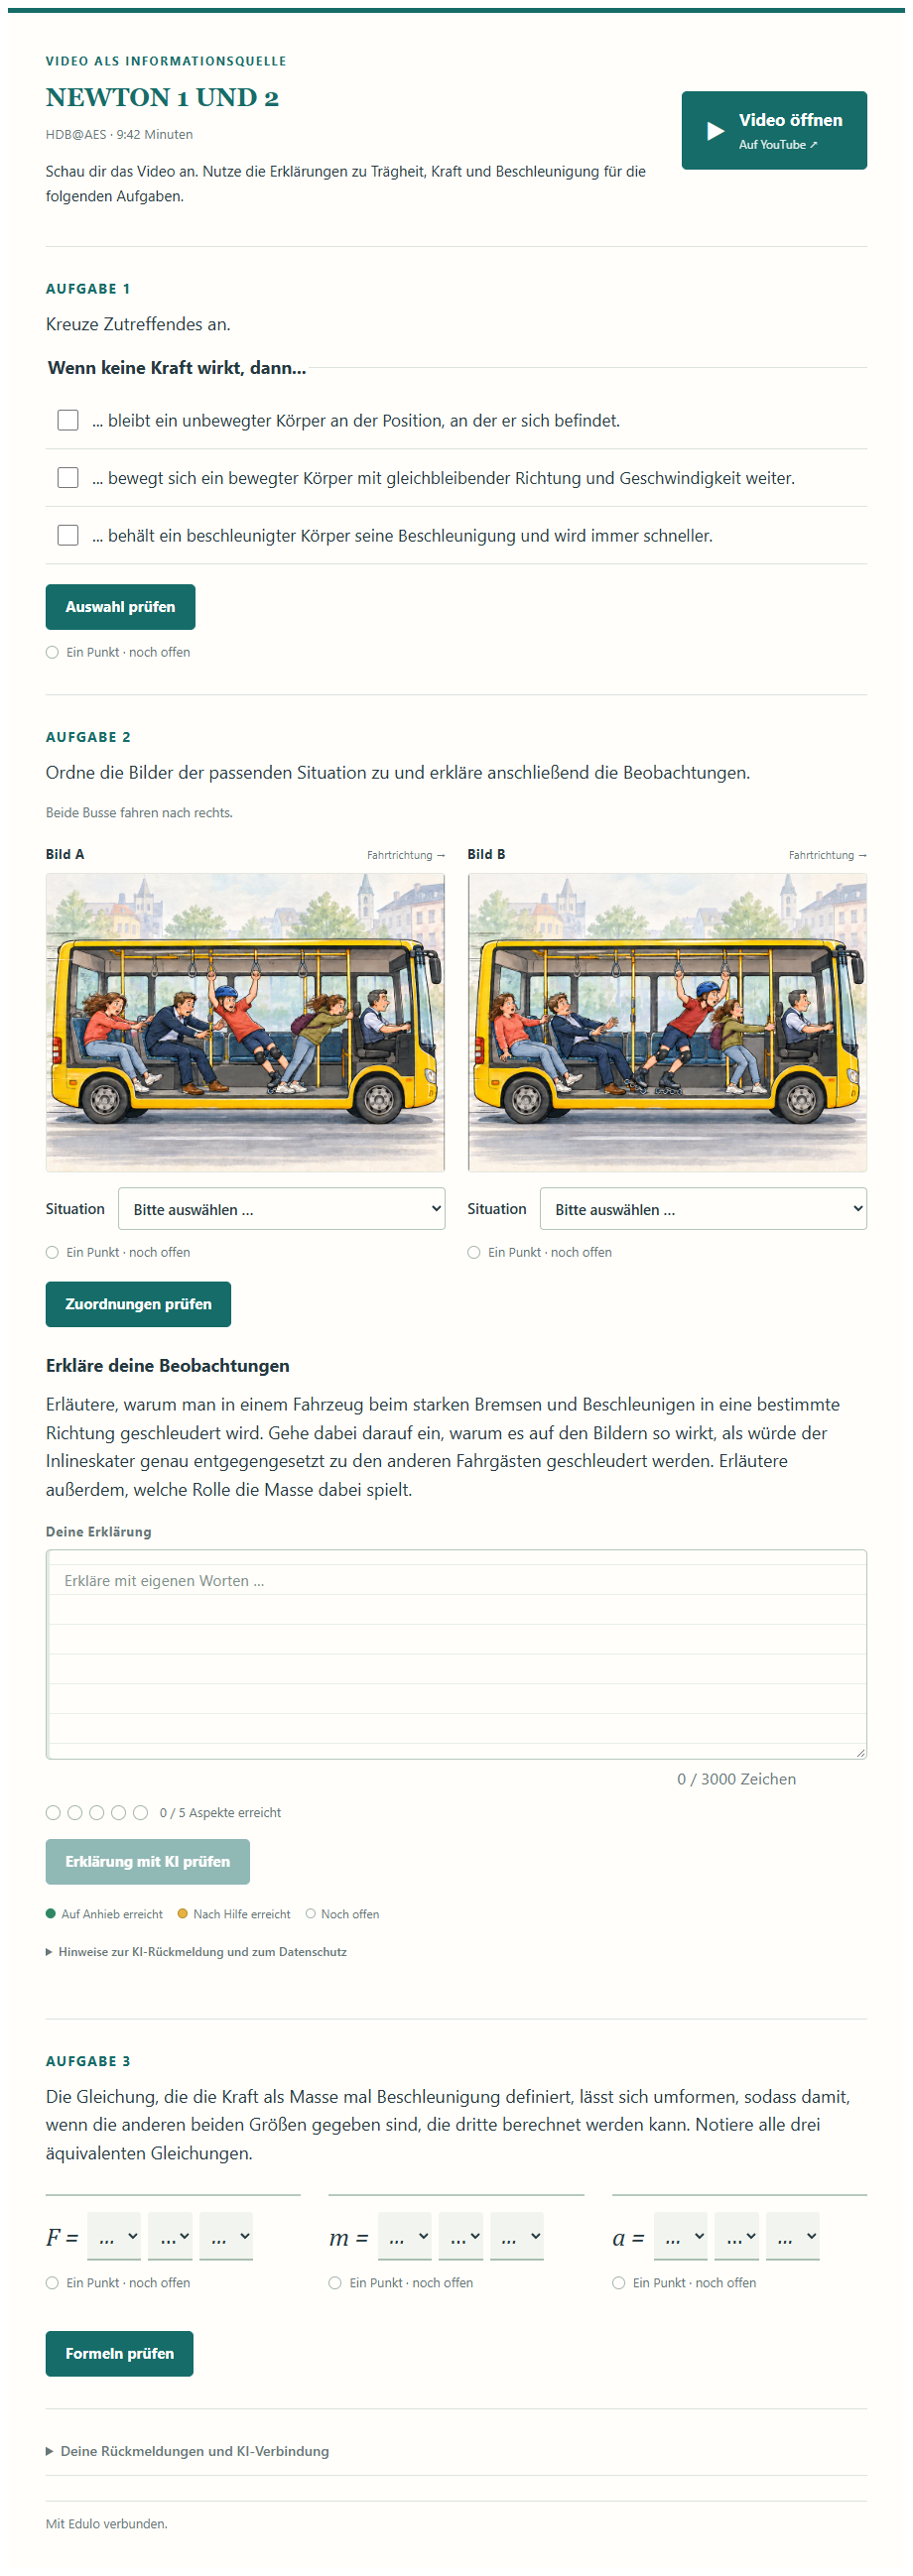 VIDEO ALS INFORMATIONSQUELLE
NEWTON 1 UND 2
HDB@AES · 9:42 Minuten
Schau dir das Video an. Nutze die Erklärungen zu Trägheit, Kraft und Beschleunigung für die
folgenden Aufgaben.
▶ Video öffnen
Auf YouTube ↗
AUFGABE 1
Kreuze Zutreffendes an.
Wenn keine Kraft wirkt, dann...
... bleibt ein unbewegter Körper an der Position, an der er sich befindet.
... bewegt sich ein bewegter Körper mit gleichbleibender Richtung und Geschwindigkeit weiter.
... behält ein beschleunigter Körper seine Beschleunigung und wird immer schneller.
Auswahl prüfen
Ein Punkt · noch offen
AUFGABE 2
Ordne die Bilder der passenden Situation zu und erkläre anschließend die Beobachtungen.
Beide Busse fahren nach rechts.
Bild A Fahrtrichtung →
Bild B Fahrtrichtung →
Situation Bitte auswählen ...
Situation Bitte auswählen ...
Ein Punkt · noch offen
Ein Punkt · noch offen
Zuordnungen prüfen
Erkläre deine Beobachtungen
Erläutere, warum man in einem Fahrzeug beim starken Bremsen und Beschleunigen in eine bestimmte
Richtung geschleudert wird. Gehe dabei darauf ein, warum es auf den Bildern so wirkt, als würde der
Inlineskater genau entgegengesetzt zu den anderen Fahrgästen geschleudert werden. Erläutere
außerdem, welche Rolle die Masse dabei spielt.
Deine Erklärung
Erkläre mit eigenen Worten ...
0 / 3000 Zeichen
0 / 5 Aspekte erreicht
Erklärung mit KI prüfen
Auf Anhieb erreicht Nach Hilfe erreicht Noch offen
▶ Hinweise zur KI-Rückmeldung und zum Datenschutz
AUFGABE 3
Die Gleichung, die die Kraft als Masse mal Beschleunigung definiert, lässt sich umformen, sodass damit,
wenn die anderen beiden Größen gegeben sind, die dritte berechnet werden kann. Notiere alle drei
äquivalenten Gleichungen.
F = ... ... ...
m = ... ... ...
a = ... ... ...
Ein Punkt · noch offen
Ein Punkt · noch offen
Ein Punkt · noch offen
Formeln prüfen
▶ Deine Rückmeldungen und KI-Verbindung
Mit Edulo verbunden.